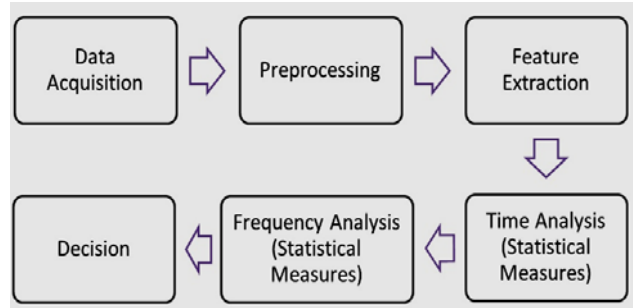 Data
Acquisition
Preprocessing
Feature
Extraction
Time Analysis
(Statistical
Measures)
Frequency Analysis
(Statistical
Measures)
Decision